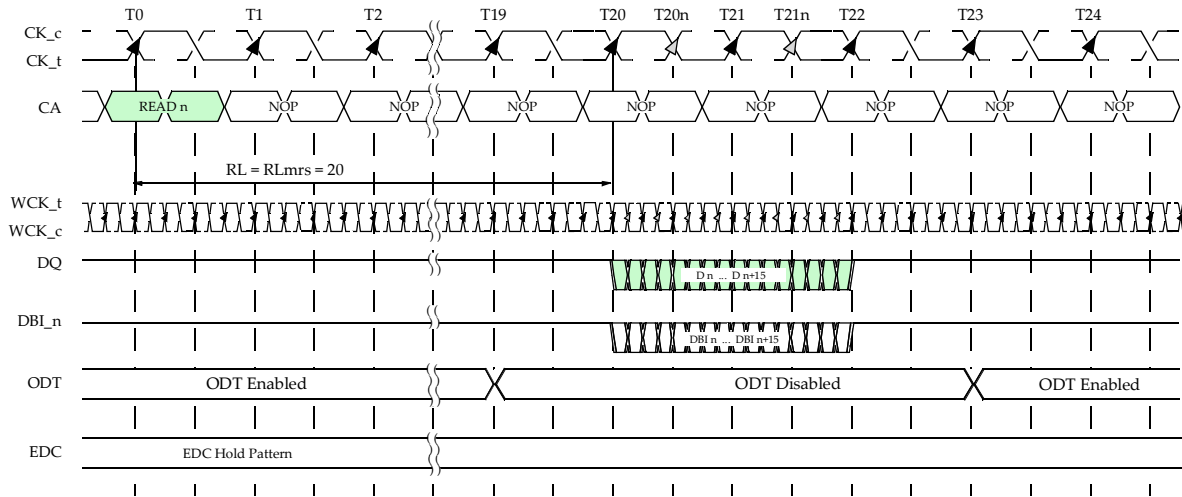 T0 T1 T2 T19 T20 T20n T21 T21n T22 T23 T24
CK_c
CK_t
CA READ n NOP NOP NOP NOP NOP NOP NOP NOP
RL = RLmrs = 20
WCK_t
WCK_c
DQ D n ... D n+15
DBI_n
DBI n ... DBI n+15
ODT ODT Enabled ODT Disabled ODT Enabled
EDC EDC Hold Pattern